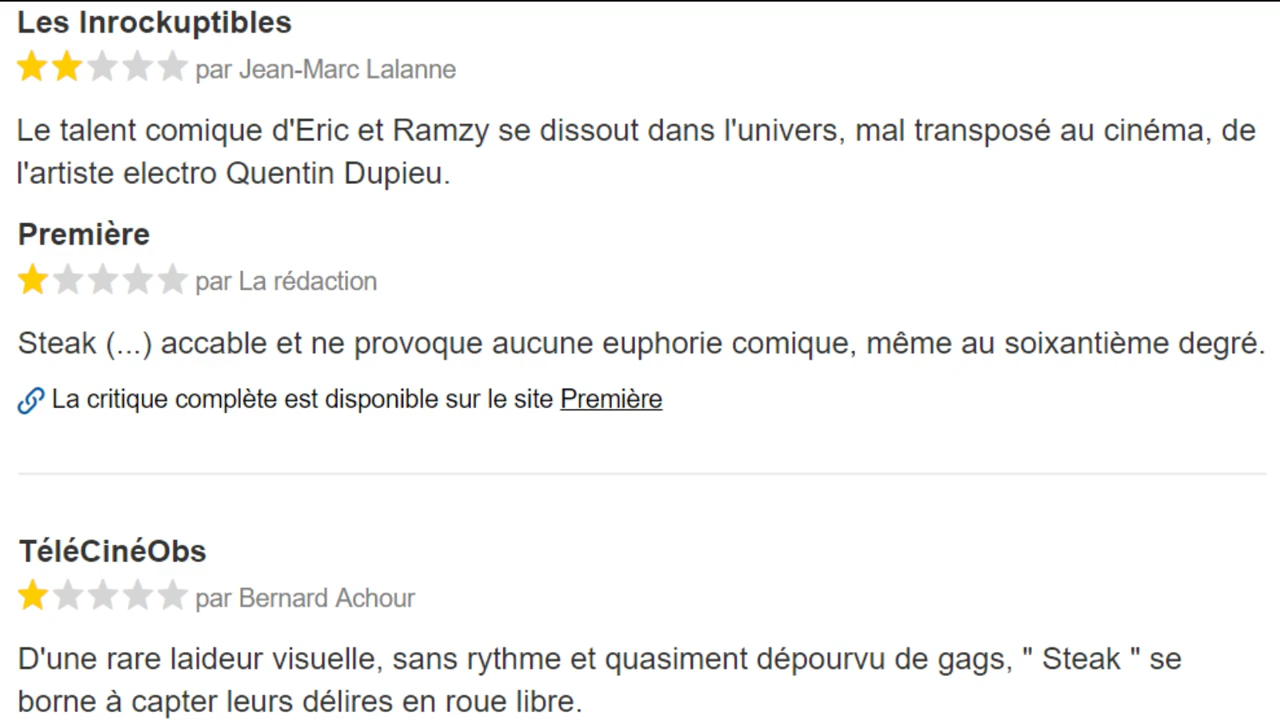 Les Inrockuptibles
par Jean-Marc Lalanne
Le talent comique d'Eric et Ramzy se dissout dans l'univers, mal transposé au cinéma, de
l'artiste electro Quentin Dupieu.
Première
par La rédaction
Steak (...) accable et ne provoque aucune euphorie comique, même au soixantième degré.
La critique complète est disponible sur le site Première
TéléCinéObs
par Bernard Achour
D'une rare laideur visuelle, sans rythme et quasiment dépourvu de gags, " Steak " se
borne à capter leurs délires en roue libre.